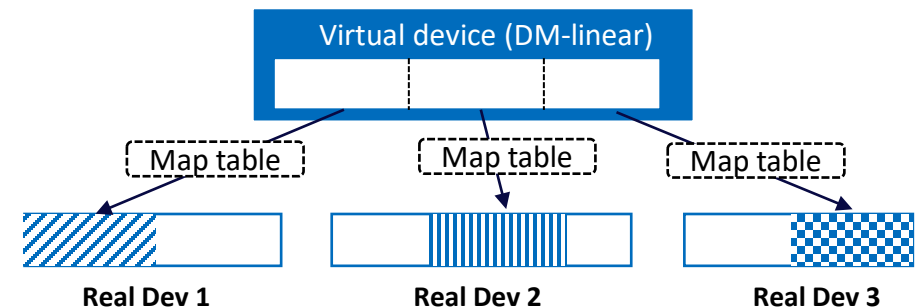 Virtual device (DM-linear)
Map table
Map table
Map table
Real Dev 1
Real Dev 2
Real Dev 3